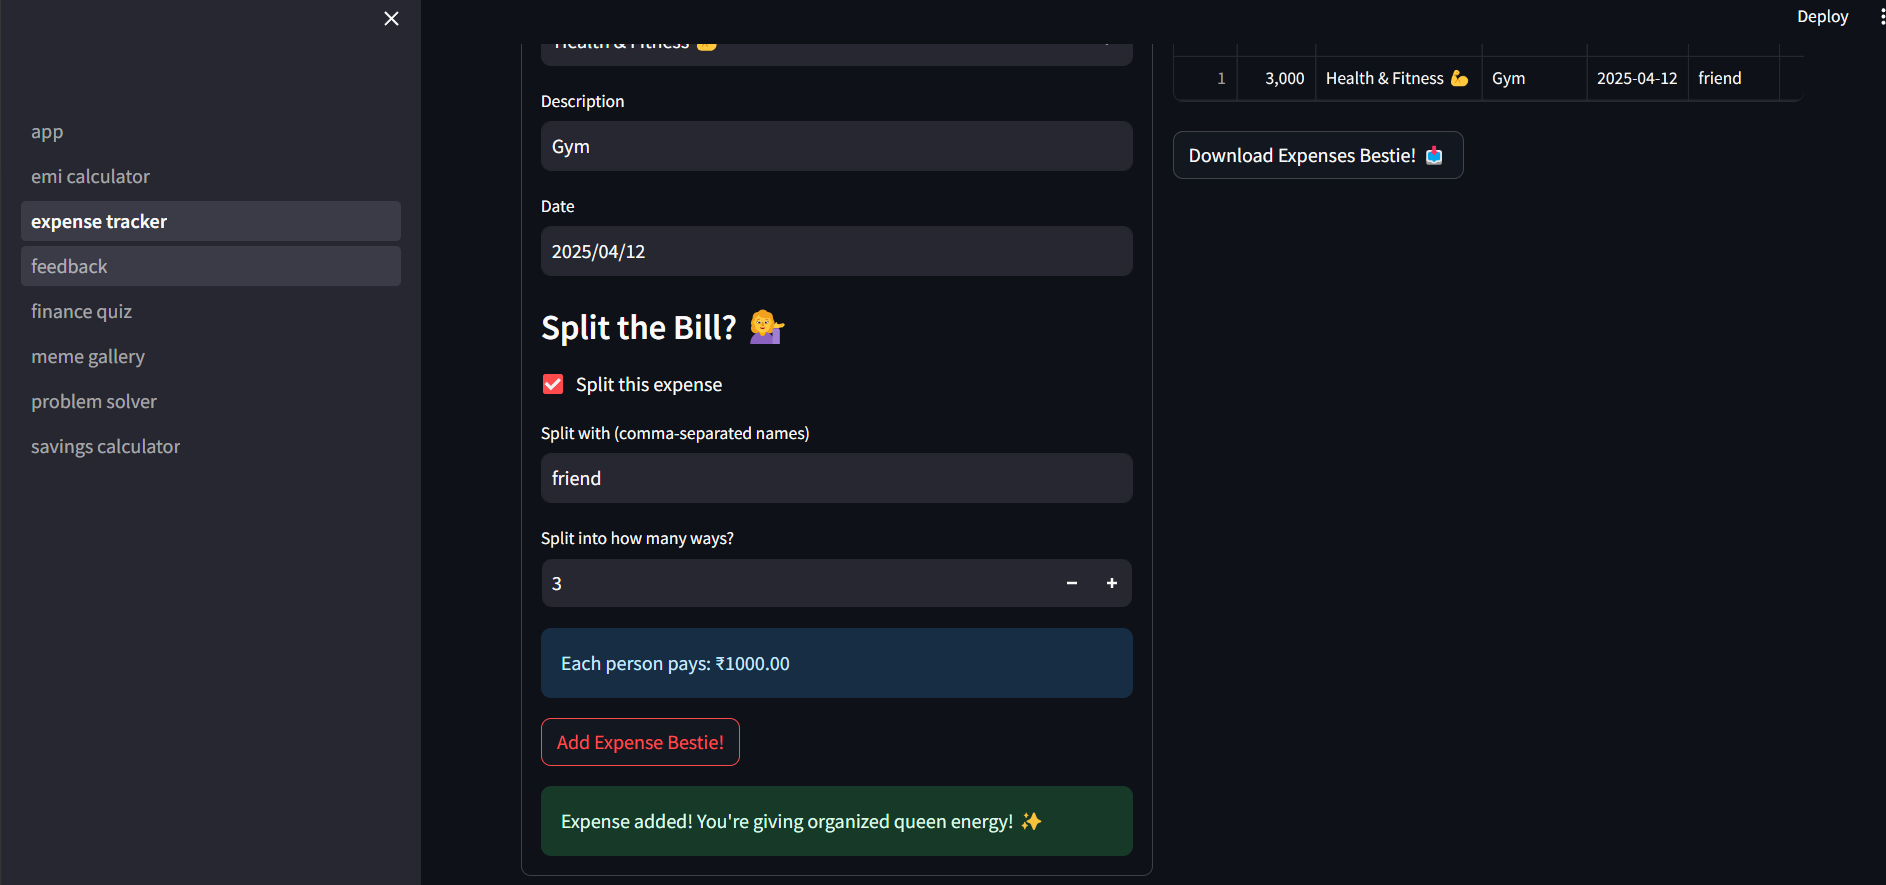 Deploy
app
emi calculator
expense tracker
feedback
finance quiz
meme gallery
problem solver
savings calculator
Health & Fitness 💪
Description
Gym
Date
2025/04/12
Split the Bill? 💁‍♀️
Split this expense
Split with (comma-separated names)
friend
Split into how many ways?
3
Each person pays: ₹1000.00
Add Expense Bestie!
Expense added! You're giving organized queen energy! ✨
1 3,000 Health & Fitness 💪 Gym 2025-04-12 friend
Download Expenses Bestie! 📩